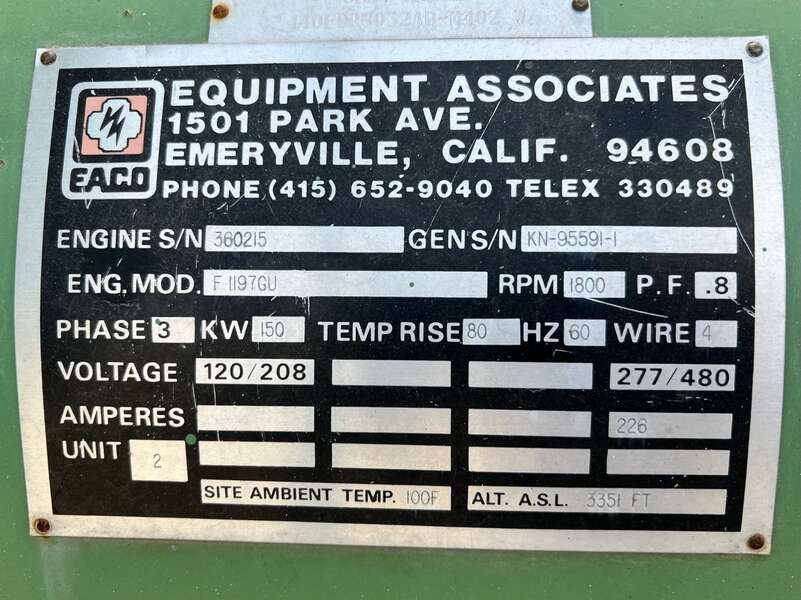 EQUIPMENT ASSOCIATES
1501 PARK AVE.
EMERYVILLE, CALIF. 94608
EACO
PHONE (415) 652-9040 TELEX 330489
ENGINE S/N 360215 GEN S/N KN-95591-1
ENG. MOD. F1197GU RPM 1800 P.F. .8
PHASE 3 KW 150 TEMP RISE 80 HZ 60 WIRE 4
VOLTAGE 120/208 277/480
AMPERES 226
UNIT 2
SITE AMBIENT TEMP. 100F ALT. A.S.L. 3351 FT